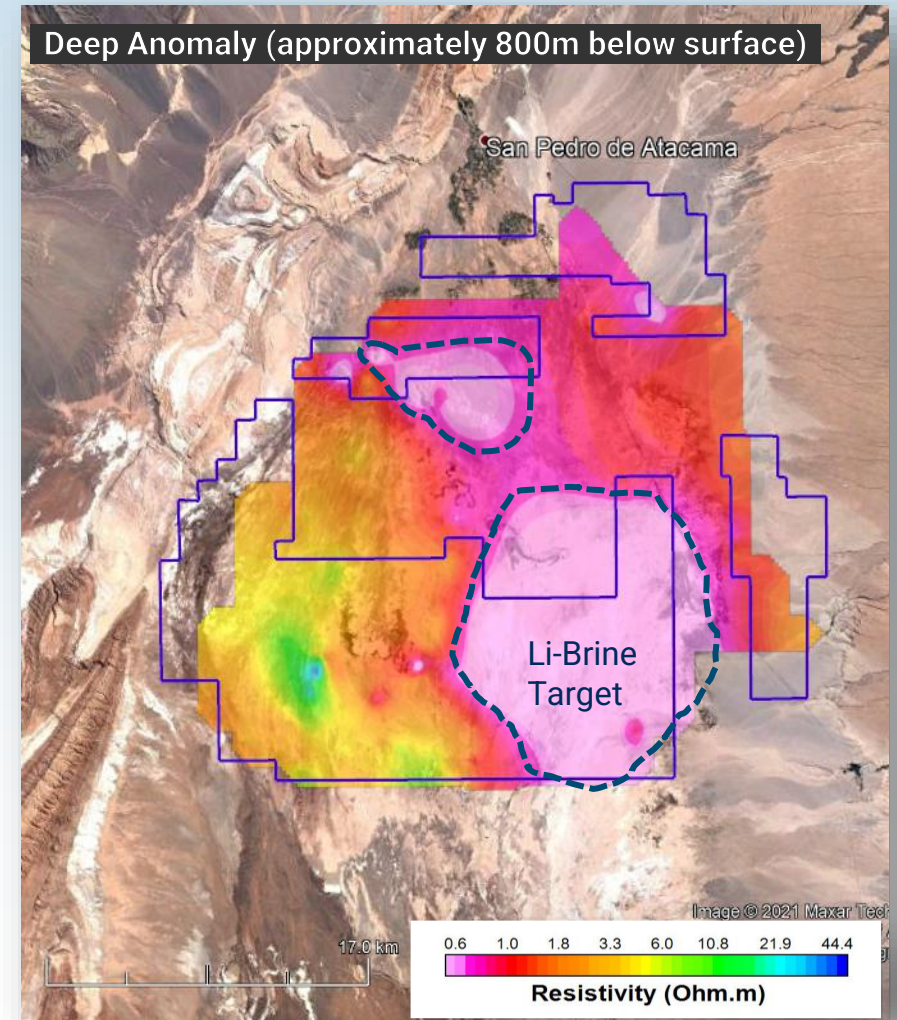 Deep Anomaly (approximately 800m below surface)
San Pedro de Atacama
Li-Brine
Target
Image © 2021 Maxar Tech
17.0 km
0.6 1.0 1.8 3.3 6.0 10.8 21.9 44.4
Resistivity (Ohm.m)